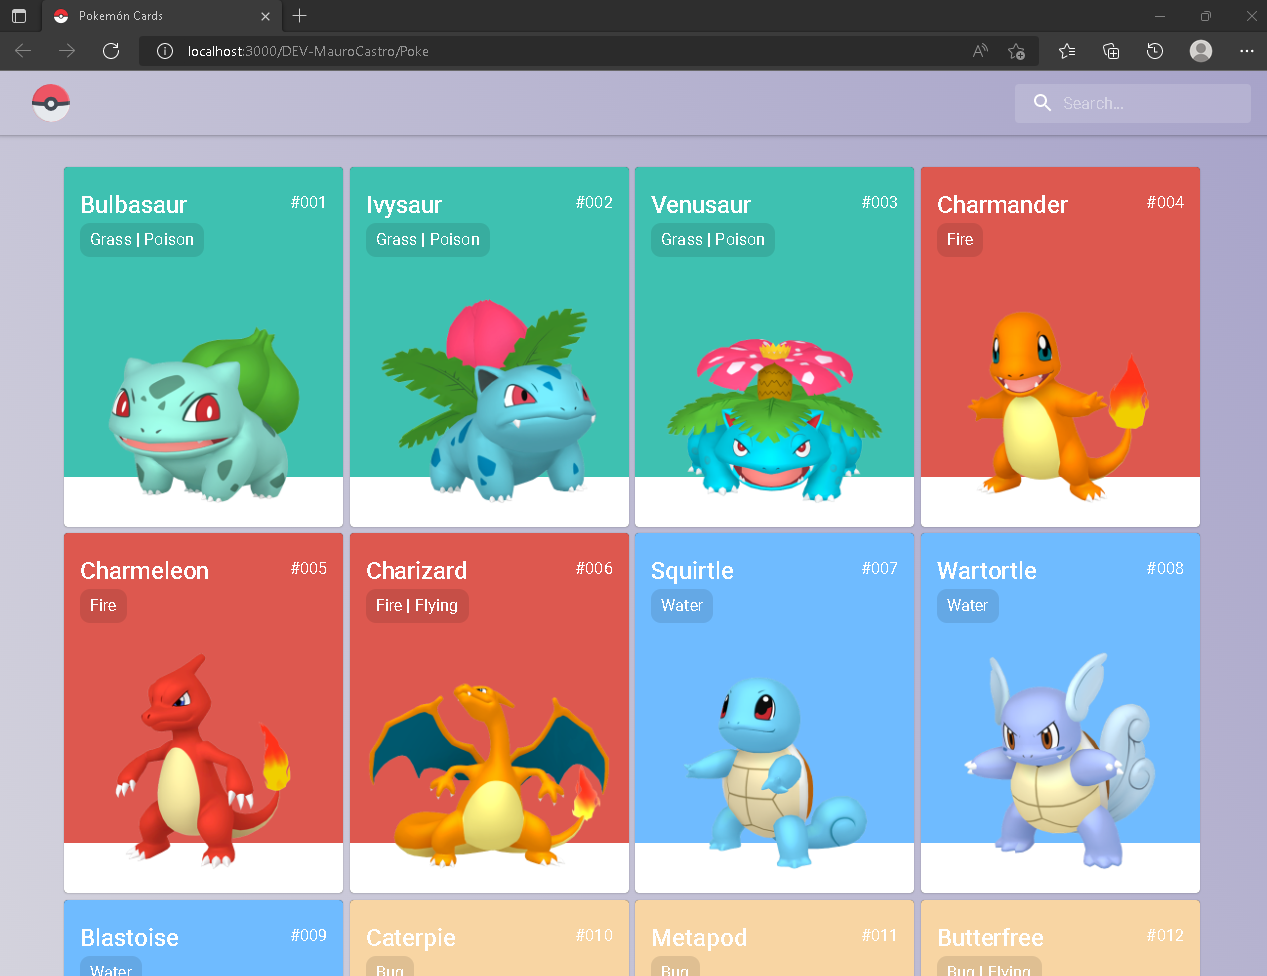 Pokemón Cards
localhost:3000/DEV-MauroCastro/Poke
Search...
Bulbasaur #001
Grass | Poison
Ivysaur #002
Grass | Poison
Venusaur #003
Grass | Poison
Charmander #004
Fire
Charmeleon #005
Fire
Charizard #006
Fire | Flying
Squirtle #007
Water
Wartortle #008
Water
Blastoise #009
Water
Caterpie #010
Bug
Metapod #011
Bug
Butterfree #012
Bug | Flying